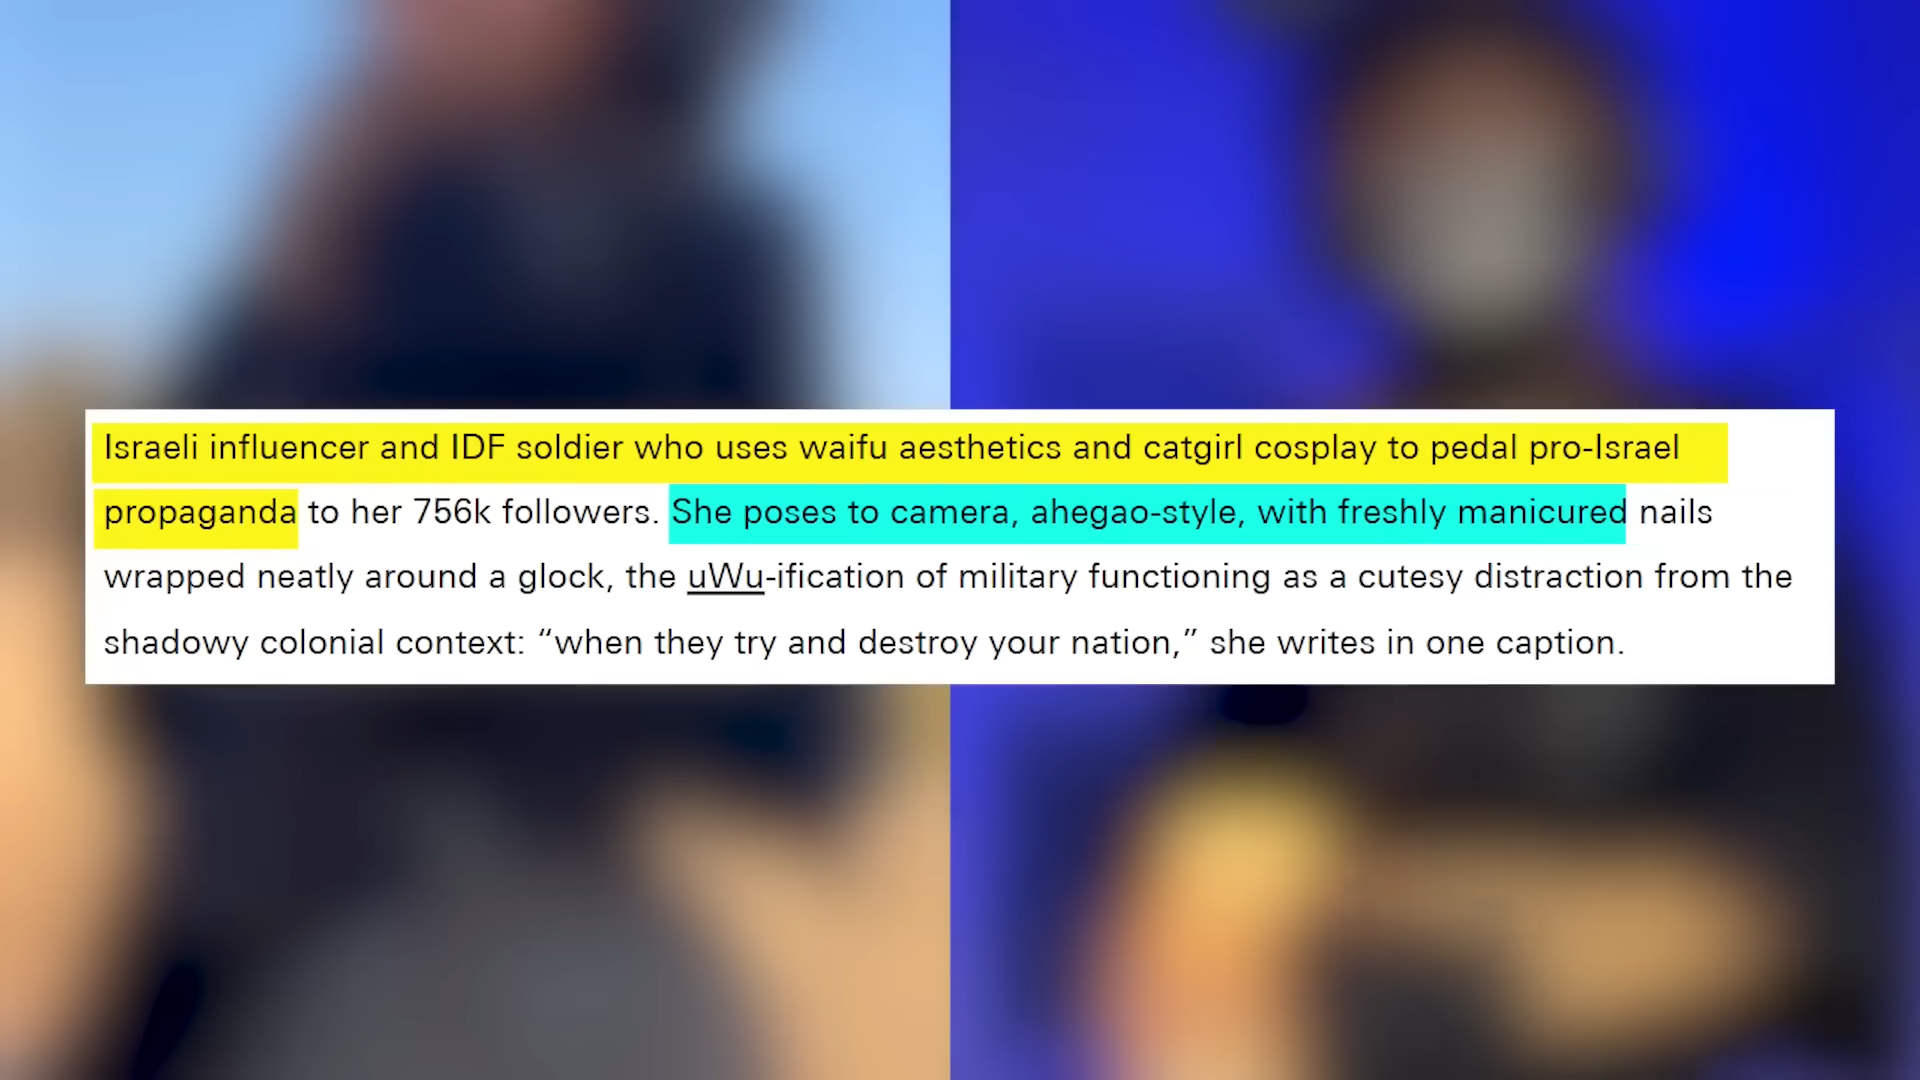 Israeli influencer and IDF soldier who uses waifu aesthetics and catgirl cosplay to pedal pro-Israel
propaganda to her 756k followers. She poses to camera, ahegao-style, with freshly manicured nails
wrapped neatly around a glock, the uWu-ification of military functioning as a cutesy distraction from the
shadowy colonial context: “when they try and destroy your nation,” she writes in one caption.